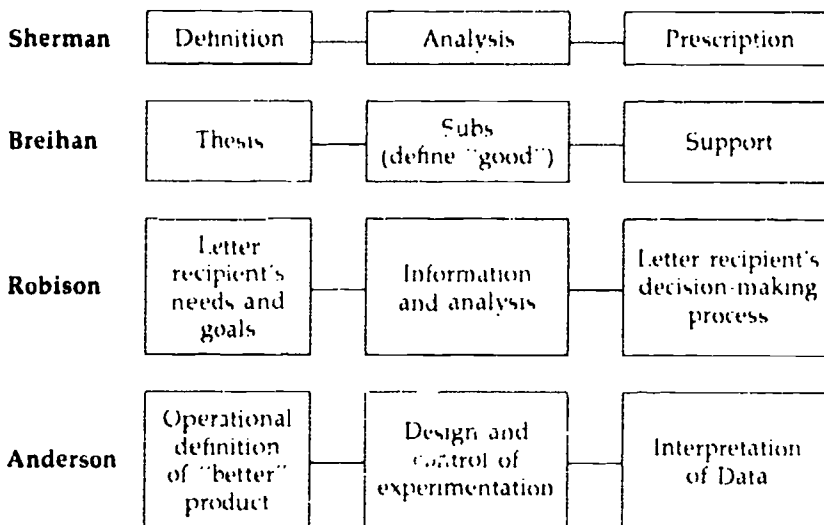 Sherman
Definition
Analysis
Prescription
Breihan
Thesis
Subs
(define "good")
Support
Robison
Letter
recipient's
needs and
goals
Information
and analysis
Letter recipient's
decision-making
process
Anderson
Operational
definition
of "better"
product
Design and
control of
experimentation
Interpretation
of Data